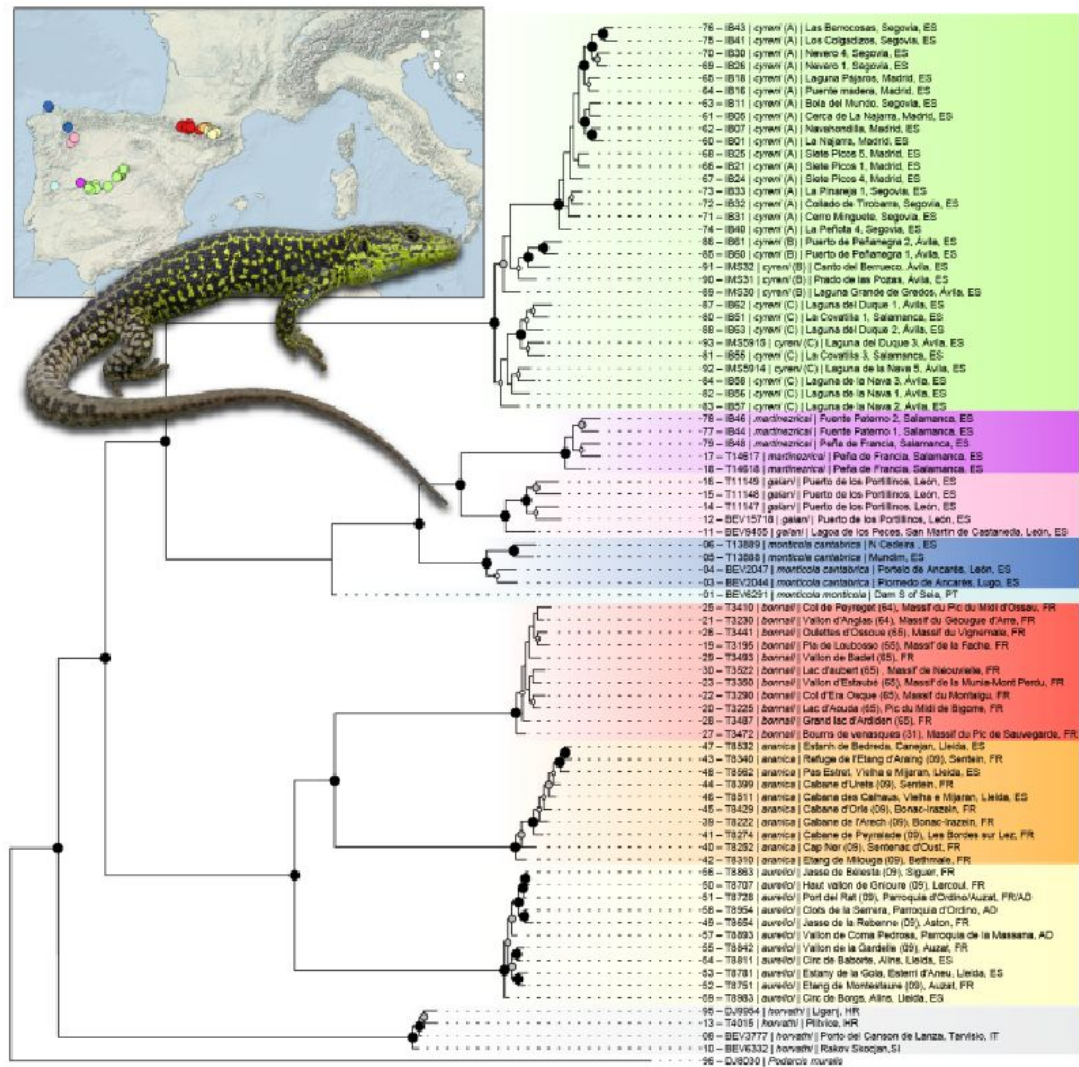 76 – IB43 | cyreni (A) | Las Berrocosas, Segovia, ES
75 – IB41 | cyreni (A) | Los Colgadizos, Segovia, ES
70 – IB30 | cyreni (A) | Nevero 4, Segovia, ES
69 – IB26 | cyreni (A) | Nevero 1, Segovia, ES
65 – IB18 | cyreni (A) | Laguna Pájaros, Madrid, ES
64 – IB16 | cyreni (A) | Puente madera, Madrid, ES
63 – IB11 | cyreni (A) | Bola del Mundo, Segovia, ES
61 – IB05 | cyreni (A) | Cerca de La Najarra, Madrid, ES
62 – IB07 | cyreni (A) | Navahondilla, Madrid, ES
60 – IB01 | cyreni (A) | La Najarra, Madrid, ES
68 – IB25 | cyreni (A) | Siete Picos 5, Madrid, ES
66 – IB21 | cyreni (A) | Siete Picos 1, Madrid, ES
67 – IB24 | cyreni (A) | Siete Picos 4, Madrid, ES
73 – IB33 | cyreni (A) | La Pinareja 1, Segovia, ES
72 – IB32 | cyreni (A) | Collado de Tirobarra, Segovia, ES
71 – IB31 | cyreni (A) | Cerro Minguete, Segovia, ES
74 – IB40 | cyreni (A) | La Peñota 4, Segovia, ES
86 – IB61 | cyreni (B) | Puerto de Peñanegra 2, Ávila, ES
85 – IB60 | cyreni (B) | Puerto de Peñanegra 1, Ávila, ES
91 – IMS32 | cyreni (B) | Canto del Berrueco, Ávila, ES
90 – IMS31 | cyreni (B) | Prado de las Pozas, Ávila, ES
89 – IMS30 | cyreni (B) | Laguna Grande de Gredos, Ávila, ES
87 – IB62 | cyreni (C) | Laguna del Duque 1, Ávila, ES
80 – IB51 | cyreni (C) | La Covatilla 1, Salamanca, ES
88 – IB63 | cyreni (C) | Laguna del Duque 2, Ávila, ES
93 – IMS5915 | cyreni (C) | Laguna del Duque 3, Ávila, ES
81 – IB55 | cyreni (C) | La Covatilla 3, Salamanca, ES
92 – IMS5914 | cyreni (C) | Laguna de la Nava 5, Ávila, ES
84 – IB58 | cyreni (C) | Laguna de la Nava 3, Ávila, ES
82 – IB56 | cyreni (C) | Laguna de la Nava 1, Ávila, ES
83 – IB57 | cyreni (C) | Laguna de la Nava 2, Ávila, ES
78 – IB46 | martinezricai | Fuente Paterno 2, Salamanca, ES
77 – IB44 | martinezricai | Fuente Paterno 1, Salamanca, ES
79 – IB48 | martinezricai | Peña de Francia, Salamanca, ES
17 – T14617 | martinezricai | Peña de Francia, Salamanca, ES
18 – T14618 | martinezricai | Peña de Francia, Salamanca, ES
16 – T11149 | galani | Puerto de los Portillinos, León, ES
15 – T11148 | galani | Puerto de los Portillinos, León, ES
14 – T11147 | galani | Puerto de los Portillinos, León, ES
12 – BEV15718 | galani | Puerto de los Portillinos, León, ES
11 – BEV9495 | galani | Lagoa de los Peces, San Martin de Castaneda, León, ES
06 – T13889 | monticola cantabrica | N Cedeira , ES
05 – T13888 | monticola cantabrica | Mundim, ES
04 – BEV2047 | monticola cantabrica | Portelo de Ancares, León, ES
03 – BEV2044 | monticola cantabrica | Piornedo de Ancares, Lugo, ES
01 – BEV6291 | monticola monticola | Dam S of Seia, PT
25 – T3410 | bonnali | Col de Peyreget (64), Massif du Pic du Midi d'Ossau, FR
21 – T3230 | bonnali | Vallon d'Anglas (64), Massif du Géougue d'Arre, FR
26 – T3441 | bonnali | Oulettes d'Ossoue (65), Massif du Vignemale, FR
19 – T3195 | bonnali | Pla de Loubosso (65), Massif de la Fache, FR
29 – T3493 | bonnali | Vallon de Badet (65), FR
30 – T3522 | bonnali | Lac d'aubert (65) , Massif de Néouvielle, FR
23 – T3350 | bonnali | Vallon d'Estaubé (65), Massif de la Munia-Mont Perdu, FR
22 – T3290 | bonnali | Col d'Era Osque (65), Massif du Montaigu, FR
20 – T3225 | bonnali | Lac d'Aouda (65), Pic du Midi de Bigorre, FR
28 – T3487 | bonnali | Grand lac d'Ardiden (65), FR
27 – T3472 | bonnali | Bourns de venasques (31), Massif du Pic de Sauvegarde, FR
47 – T8532 | aranica | Estanh de Bedreda, Canejan, Lleida, ES
43 – T8340 | aranica | Refuge de l'Etang d'Araing (09), Sentein, FR
48 – T8562 | aranica | Pas Estret, Vielha e Mijaran, Lleida, ES
44 – T8399 | aranica | Cabane d'Urets (09), Sentein, FR
46 – T8511 | aranica | Cabana des Calhaus, Vielha e Mijaran, Lleida, ES
45 – T8429 | aranica | Cabane d'Orle (09), Bonac-Irazein, FR
39 – T8222 | aranica | Cabane de l'Arech (09), Bonac-Irazein, FR
41 – T8274 | aranica | Cabane de Peyralade (09), Les Bordes sur Lez, FR
40 – T8252 | aranica | Cap Ner (09), Sentenac d'Oust, FR
42 – T8310 | aranica | Etang de Milouga (09), Bethmale, FR
56 – T8863 | aurelioi | Jasse de Belesta (09), Siguer, FR
50 – T8707 | aurelioi | Haut vallon de Gnioure (09), Lercoul, FR
51 – T8728 | aurelioi | Port del Rat (09), Parroquia d'Ordino/Auzat, FR/AD
58 – T8954 | aurelioi | Clots de la Serrera, Parroquia d'Ordino, AD
49 – T8654 | aurelioi | Jasse de la Rebenne (09), Aston, FR
57 – T8893 | aurelioi | Vallon de Coma Pedrosa, Parroquia de la Massana, AD
55 – T8842 | aurelioi | Vallon de la Gardelle (09), Auzat, FR
54 – T8811 | aurelioi | Circ de Baborte, Alins, Lleida, ES
53 – T8781 | aurelioi | Estany de la Gola, Esterri d'Aneu, Lleida, ES
52 – T8751 | aurelioi | Etang de Montestaure (09), Auzat, FR
59 – T8983 | aurelioi | Circ de Borgs, Alins, Lleida, ES
95 – DJ9954 | horvathi | Liganj, HR
13 – T4015 | horvathi | Plitvice, HR
08 – BEV3777 | horvathi | Porto del Canson de Lanza, Tarvisio, IT
10 – BEV6332 | horvathi | Rakov Skocjan,SI
96 – DJ8030 | Podarcis muralis